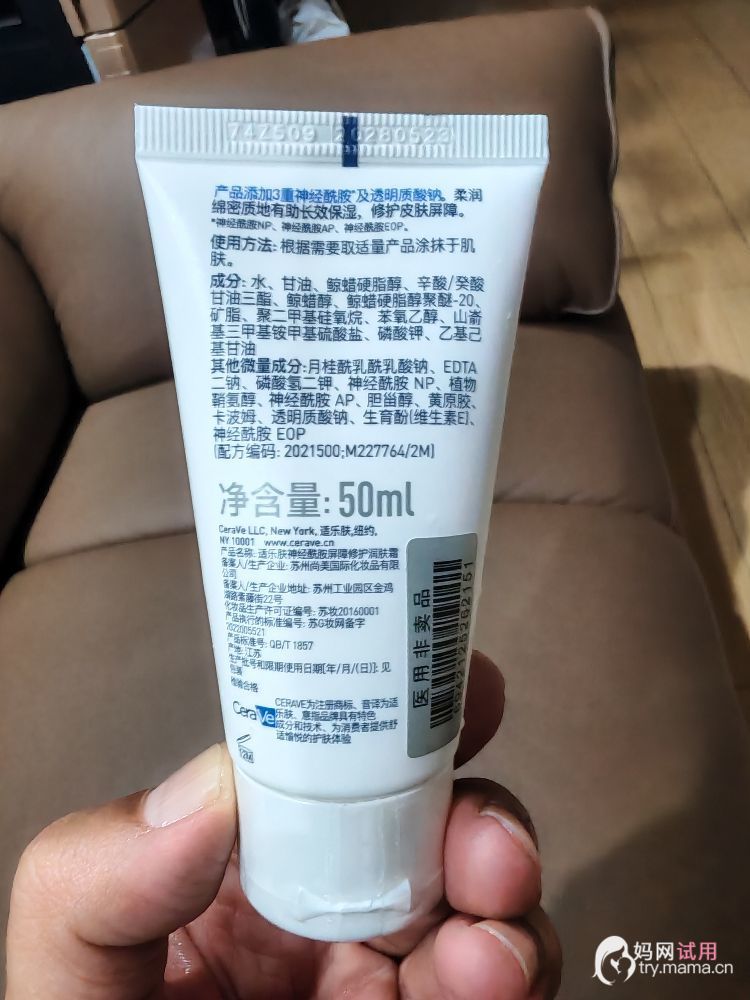 74Z509 20280523
产品添加3重神经酰胺*及透明质酸钠。柔润
绵密质地有助长效保湿，修护皮肤屏障。
*神经酰胺NP、神经酰胺AP、神经酰胺EOP。
使用方法：根据需要取适量产品涂抹于肌
肤。
成分：水、甘油、鲸蜡硬脂醇、辛酸/癸酸
甘油三酯、鲸蜡醇、鲸蜡硬脂醇聚醚-20、
矿脂、聚二甲基硅氧烷、苯氧乙醇、山嵛
基三甲基铵甲基硫酸盐、磷酸钾、乙基己
基甘油
其他微量成分：月桂酰乳酰乳酸钠、EDTA
二钠、磷酸氢二钾、神经酰胺 NP、植物
鞘氨醇、神经酰胺 AP、胆甾醇、黄原胶、
卡波姆、透明质酸钠、生育酚(维生素E)、
神经酰胺 EOP
(配方编码: 2021500;M227764/2M)
净含量: 50ml
CeraVe LLC, New York, 适乐肤,纽约,
NY 10001 www.cerave.cn
产品名称: 适乐肤神经酰胺屏障修护润肤霜
备案人/生产企业: 苏州尚美国际化妆品有限
公司
备案人/生产企业地址: 苏州工业园区金鸡
湖路紫藤街22号
化妆品生产许可证编号: 苏妆20160001
产品执行的标准编号: 苏G妆网备字
2022005521
产品标准号: QB/T 1857
产地: 江苏
生产批号和限期使用日期(年/月/(日)): 见
包装
检验合格
CeraVe
CERAVE为注册商标、音译为适
乐肤、意指品牌具有特色
成分和技术、为消费者提供舒
适愉悦的护肤体验
12M
医用非卖品
6942125262151
妈网试用
try.mama.cn